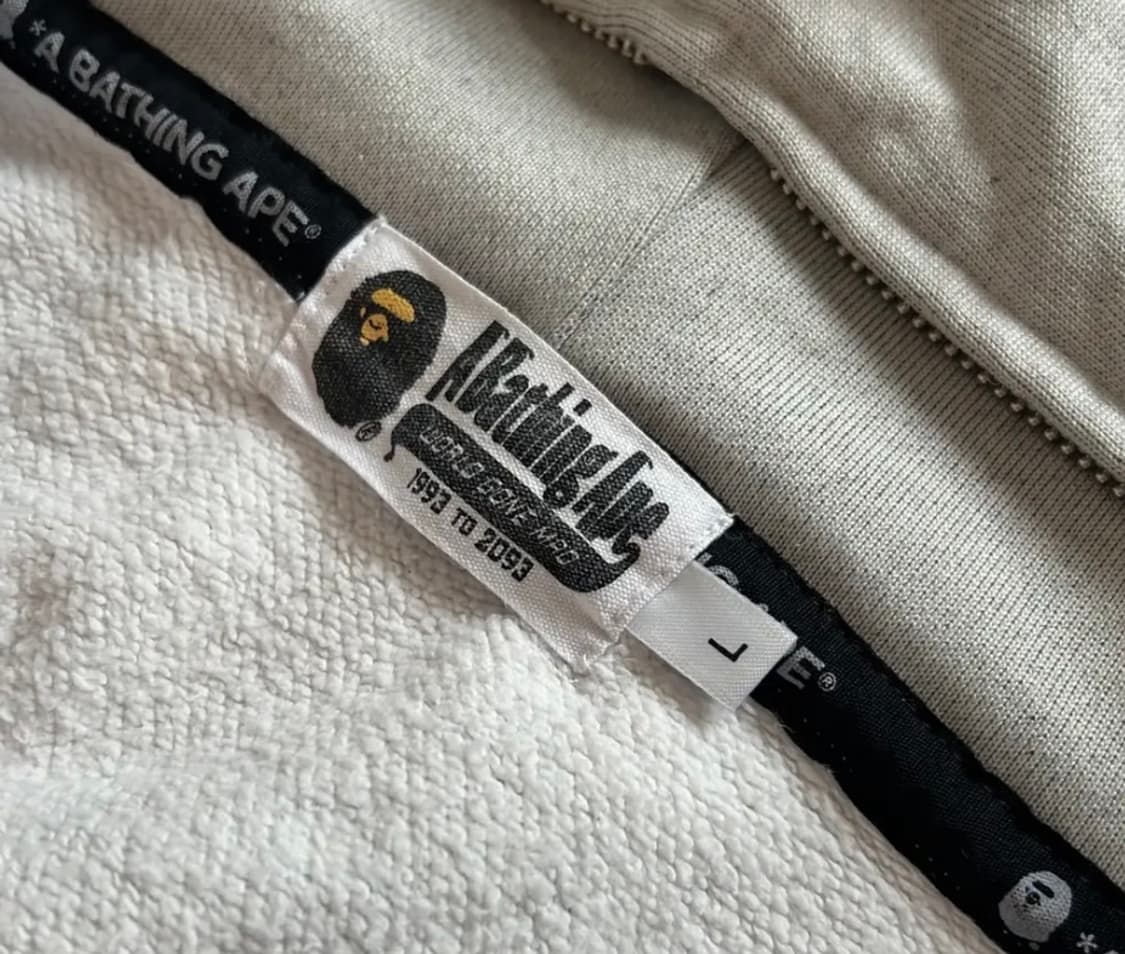 *A BATHING APE®
®
A Bathing Ape
WORLD GONE MAD
1993 TO 2093
L
E®
*